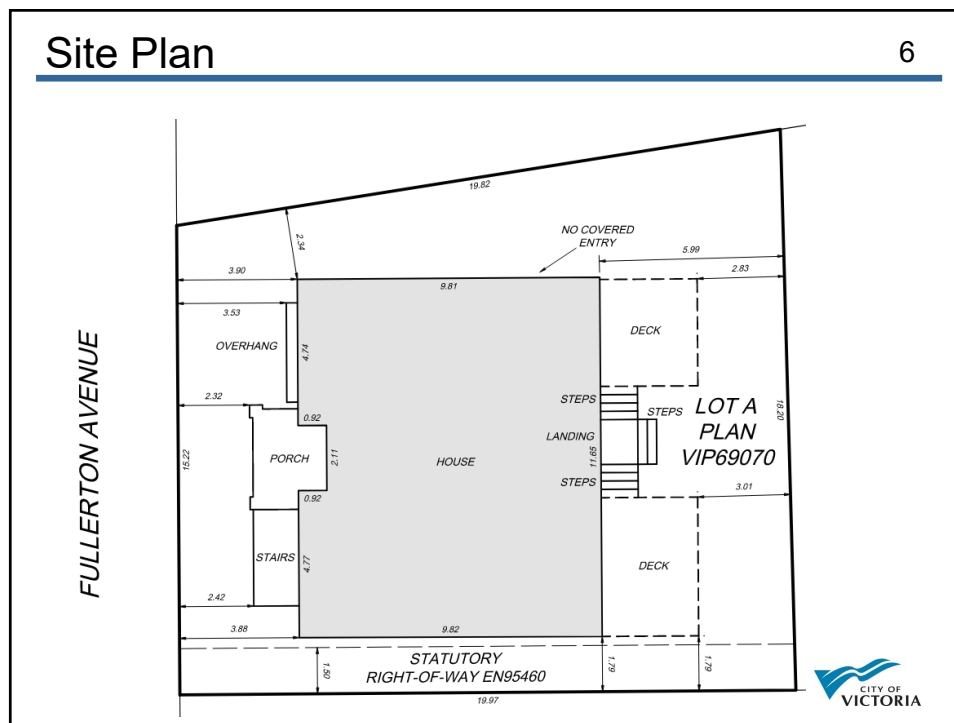 Site Plan
6
19.82
2.34
NO COVERED
ENTRY
5.99
3.90
9.81
2.83
3.53
OVERHANG
4.74
DECK
2.32
STEPS
STEPS
LOT A
PLAN
VIP69070
18.20
0.92
LANDING
FULLERTON AVENUE
15.22
PORCH
2.11
HOUSE
11.65
STEPS
3.01
0.92
STAIRS
4.77
DECK
2.42
3.88
9.82
STATUTORY
RIGHT-OF-WAY EN95460
1.50
1.79
1.79
19.97
CITY OF
VICTORIA